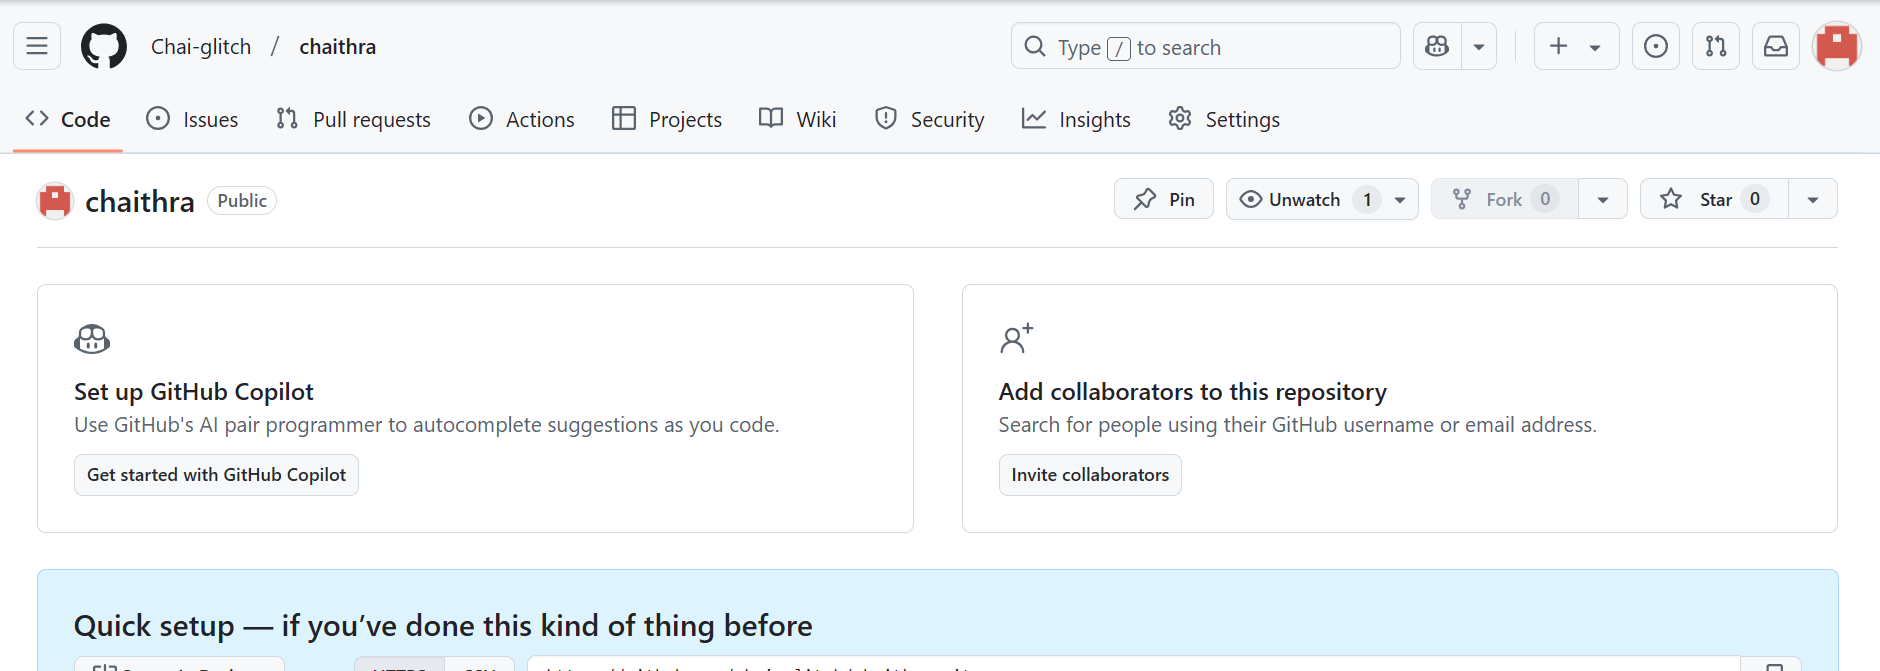 Chai-glitch / chaithra
Type / to search
Code Issues Pull requests Actions Projects Wiki Security Insights Settings
chaithra Public
Pin Unwatch 1 Fork 0 Star 0
Set up GitHub Copilot
Use GitHub's AI pair programmer to autocomplete suggestions as you code.
Get started with GitHub Copilot
Add collaborators to this repository
Search for people using their GitHub username or email address.
Invite collaborators
Quick setup — if you’ve done this kind of thing before